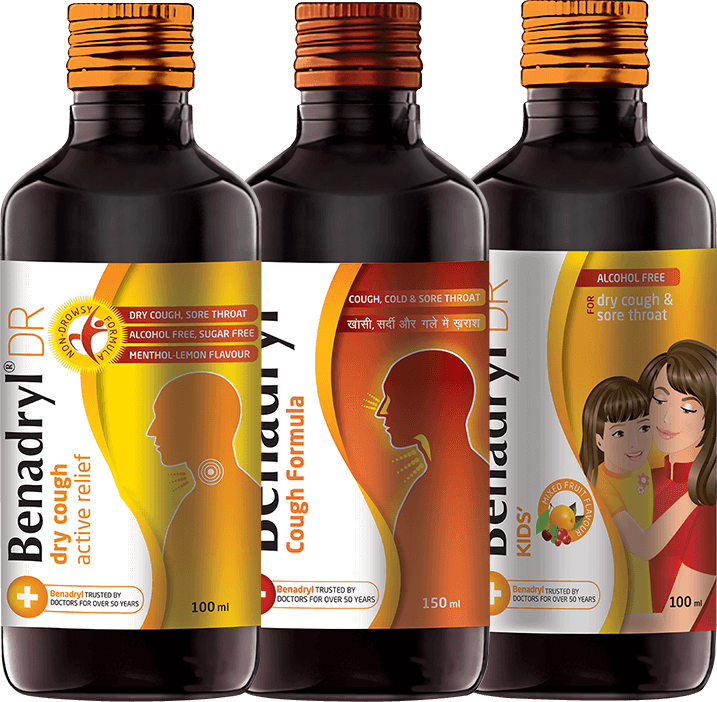 NON-DROWSY FORMULA
DRY COUGH, SORE THROAT
ALCOHOL FREE, SUGAR FREE
MENTHOL-LEMON FLAVOUR
Benadryl® DR
dry cough
active relief
Benadryl TRUSTED BY
DOCTORS FOR OVER 50 YEARS
100 ml
COUGH, COLD & SORE THROAT
खांसी, सर्दी और गले मे ख़राश
Benadryl
Cough Formula
Benadryl TRUSTED BY
DOCTORS FOR OVER 50 YEARS
150 ml
ALCOHOL FREE
FOR
dry cough &
sore throat
Benadryl DR
KIDS'
MIXED FRUIT FLAVOUR
Benadryl TRUSTED BY
DOCTORS FOR OVER 50 YEARS
100 ml